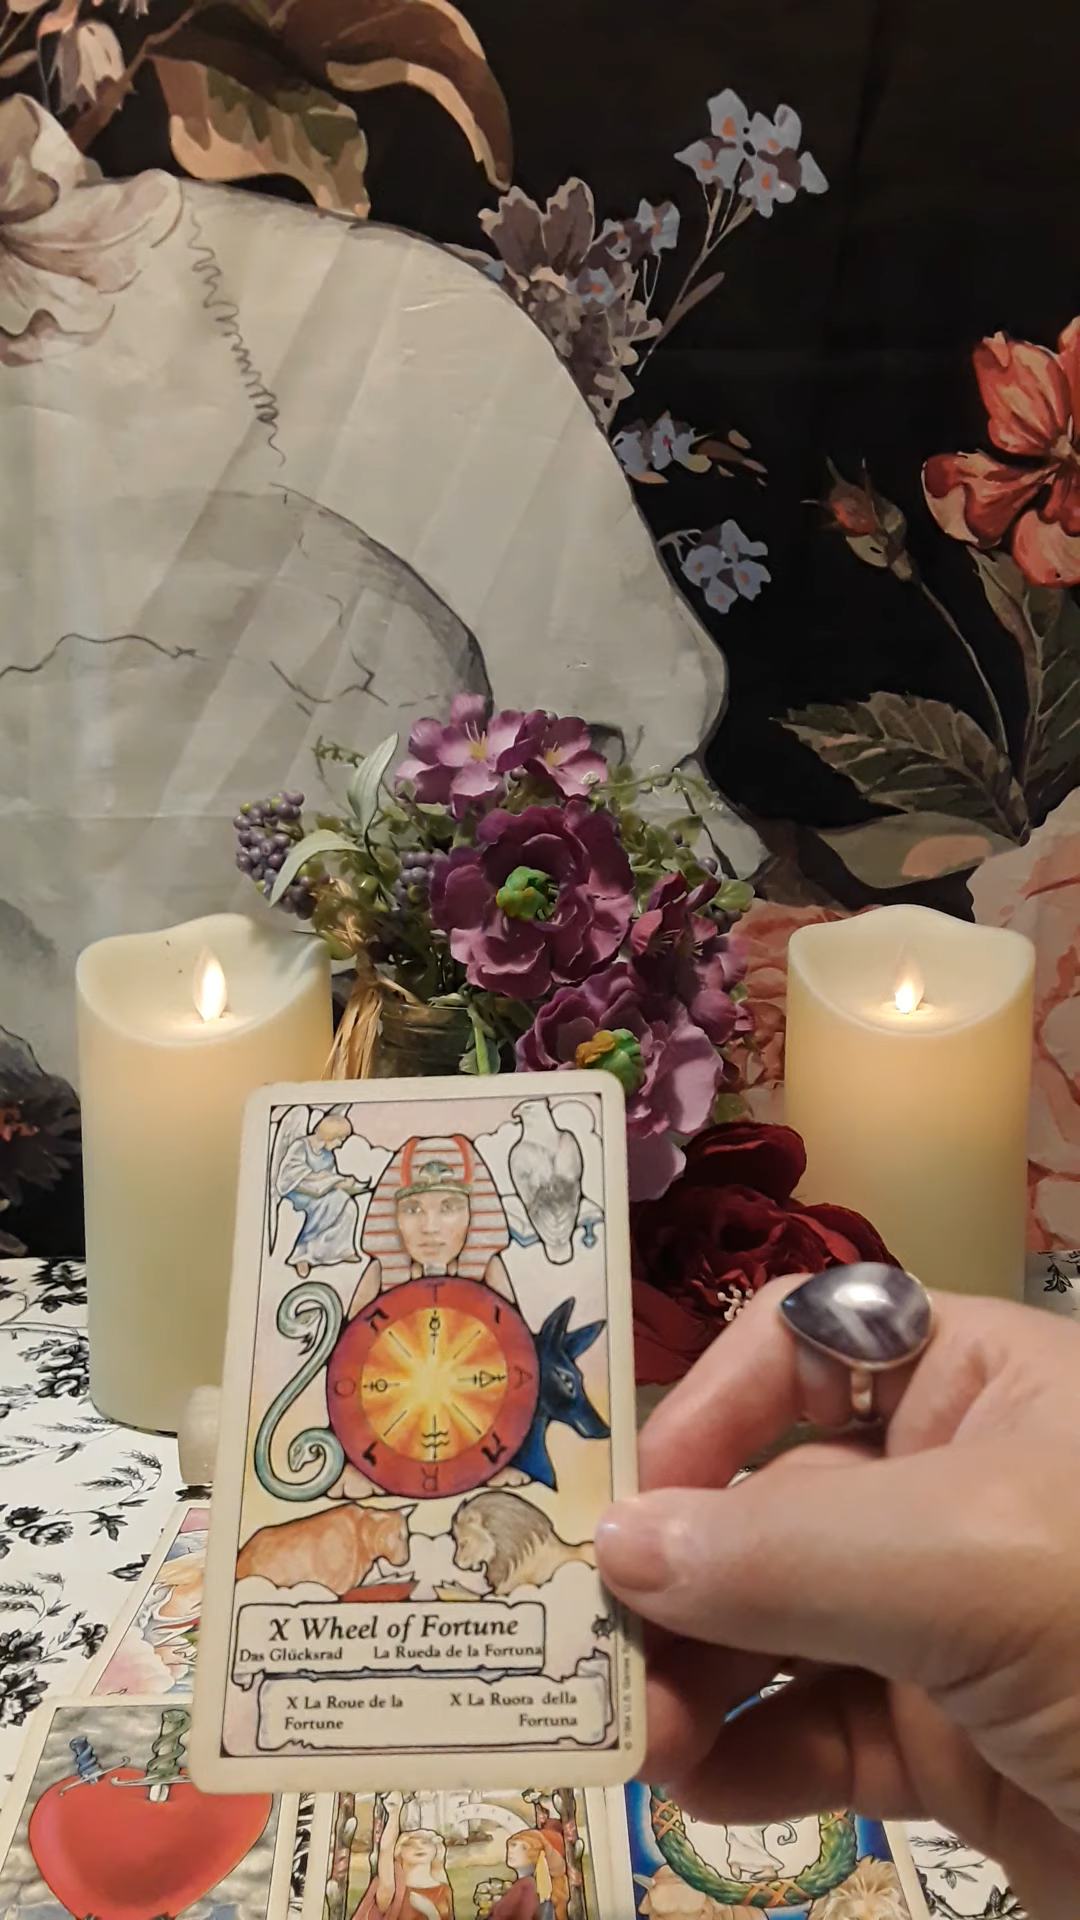 X Wheel of Fortune
Das Glücksrad La Rueda de la Fortuna
X La Roue de la Fortune
X La Ruota della Fortuna